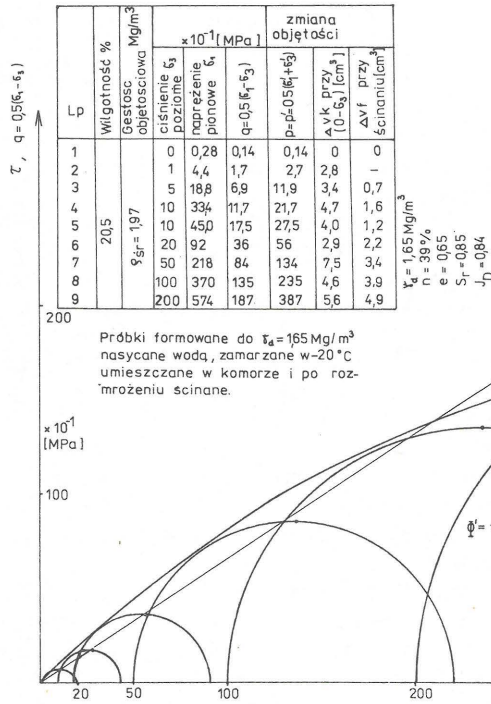 τ, q = 0,5(σ₁-σ₃)
Lp
Wilgotność %
Gęstosc objętosciowa Mg/m³
×10⁻¹ [MPa]
zmiana objętości
ciśnienie σ₃ poziome
naprężenie pionowe σ₁
q=0,5(σ₁-σ₃)
p=p'=0,5(σ₁'+σ₃')
Δvk przy (0-σ₃) [cm³]
Δvf przy ścinaniu[cm³]
1 0 0,28 0,14 0,14 0 0
2 1 4,4 1,7 2,7 2,8 –
3 5 18,8 6,9 11,9 3,4 0,7
4 10 33,4 11,7 21,7 4,7 1,6
5 10 45,0 17,5 27,5 4,0 1,2
6 20 92 36 56 2,9 2,2
7 50 218 84 134 7,5 3,4
8 100 370 135 235 4,6 3.9
9 200 574 187. 387 5,6 4,9
20,5
ρśr = 1,97
γd = 1,65 Mg/m³
n = 39%
e = 0,65
Sr = 0,85
Jn = 0,84
200
Próbki formowane do γd = 1,65 Mg/m³
nasycane wodą, zamarzane w-20°C
umieszczane w komorze i po roz-
-mrożeniu ścinane.
× 10⁻¹
[MPa]
100
Φ' =
20 50 100 200